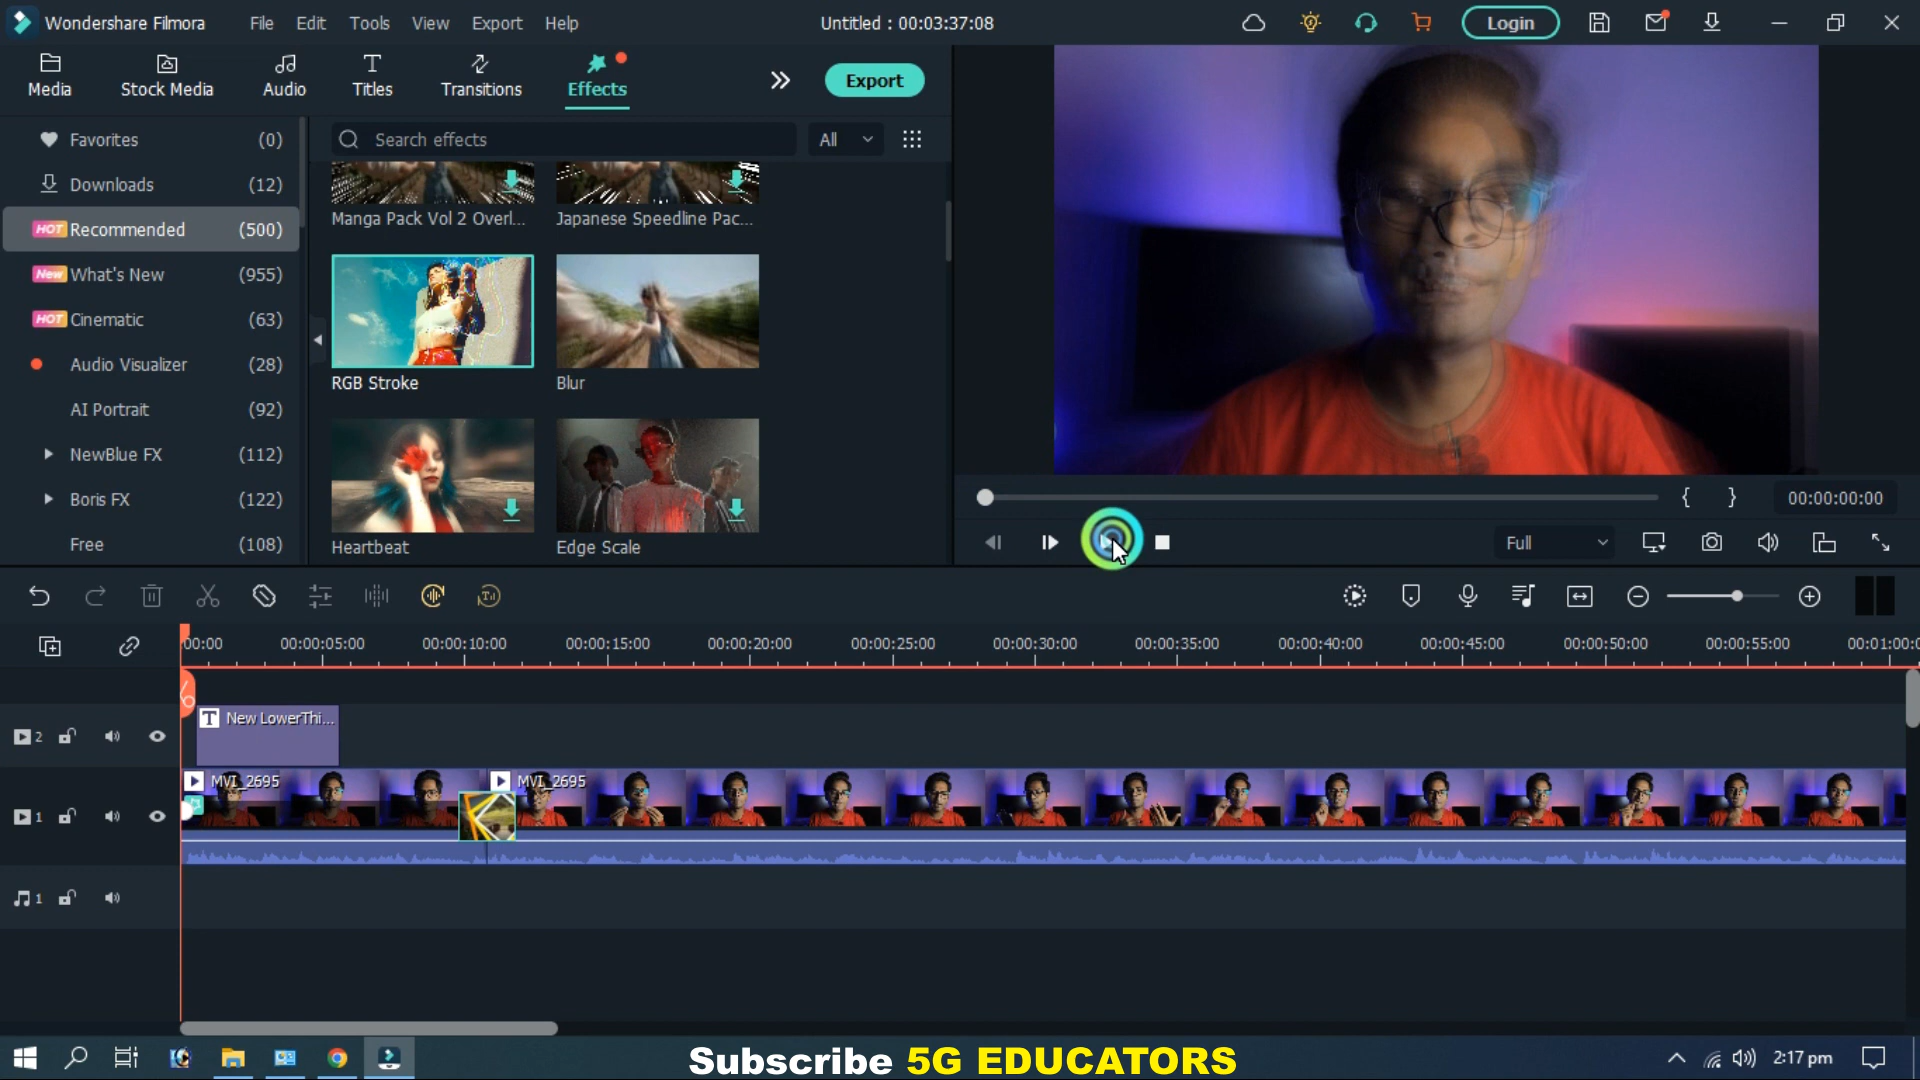 Wondershare Filmora File Edit Tools View Export Help Untitled : 00:03:37:08 Login
Media Stock Media Audio Titles Transitions Effects Export
Favorites (0)
Downloads (12)
HOT Recommended (500)
New What's New (955)
HOT Cinematic (63)
Audio Visualizer (28)
AI Portrait (92)
NewBlue FX (112)
Boris FX (122)
Free (108)
Search effects All
Manga Pack Vol 2 Overl... Japanese Speedline Pac...
RGB Stroke Blur
Heartbeat Edge Scale
{ } 00:00:00:00
Full
00:00 00:00:05:00 00:00:10:00 00:00:15:00 00:00:20:00 00:00:25:00 00:00:30:00 00:00:35:00 00:00:40:00 00:00:45:00 00:00:50:00 00:00:55:00 00:01:00:0
2 T New LowerThi...
MVI_2695 MVI_2695
1
1
Subscribe 5G EDUCATORS 2:17 pm